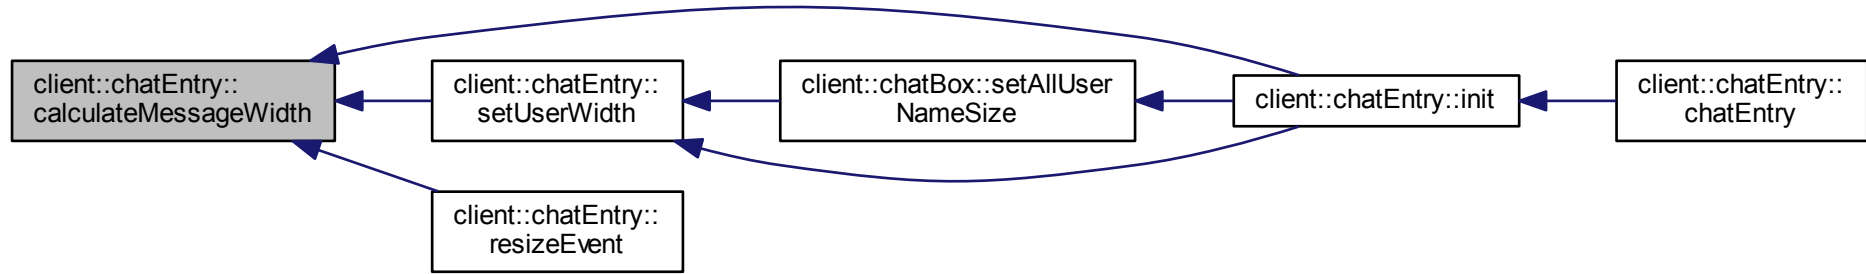 client::chatEntry::
calculateMessageWidth
client::chatEntry::
setUserWidth
client::chatBox::setAllUser
NameSize
client::chatEntry::init
client::chatEntry::
chatEntry
client::chatEntry::
resizeEvent